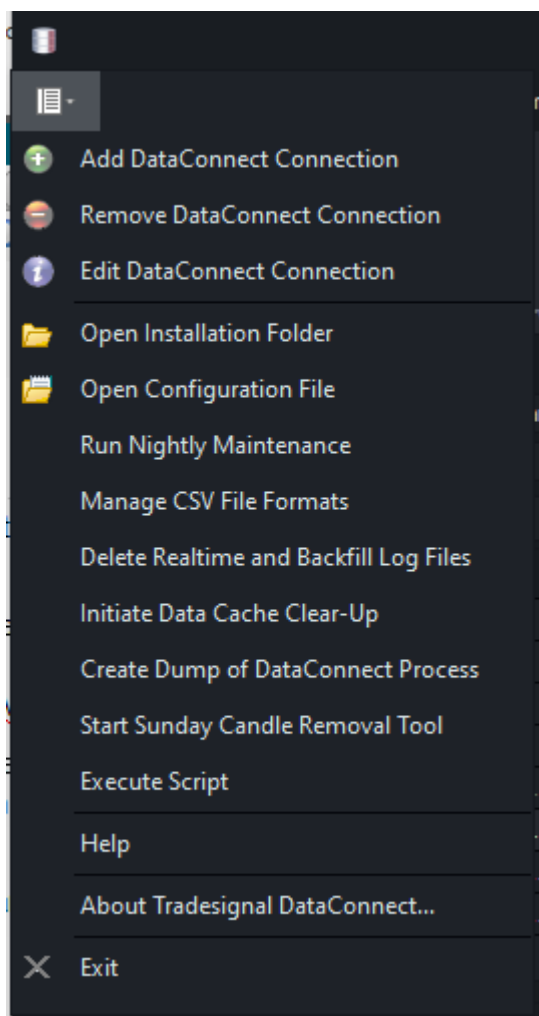 Add DataConnect Connection
Remove DataConnect Connection
Edit DataConnect Connection
Open Installation Folder
Open Configuration File
Run Nightly Maintenance
Manage CSV File Formats
Delete Realtime and Backfill Log Files
Initiate Data Cache Clear-Up
Create Dump of DataConnect Process
Start Sunday Candle Removal Tool
Execute Script
Help
About Tradesignal DataConnect...
Exit